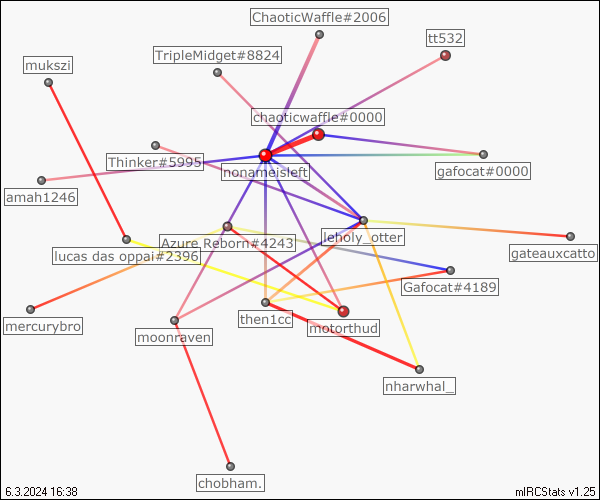 ChaoticWaffle#2006
tt532
TripleMidget#8824
mukszi
chaoticwaffle#0000
Thinker#5995
nonameisleft
gafocat#0000
amah1246
leholy_otter
Azure Reborn#4243
gateauxcatto
lucas das oppai#2396
Gafocat#4189
mercurybro
then1cc
motorthud
moonraven
nharwhal_
chobham.
6.3.2024 16:38
mIRCStats v1.25